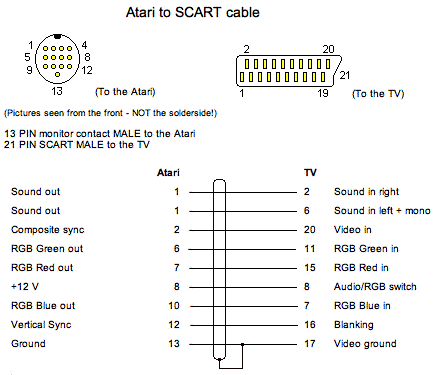 Atari to SCART cable
1 4
5 8
9 12
13
(To the Atari)
2 20
21
1 19
(To the TV)
(Pictures seen from the front - NOT the solderside!)
13 PIN monitor contact MALE to the Atari
21 PIN SCART MALE to the TV
Atari TV
Sound out 1 2 Sound in right
Sound out 1 6 Sound in left + mono
Composite sync 2 20 Video in
RGB Green out 6 11 RGB Green in
RGB Red out 7 15 RGB Red in
+12 V 8 8 Audio/RGB switch
RGB Blue out 10 7 RGB Blue in
Vertical Sync 12 16 Blanking
Ground 13 17 Video ground